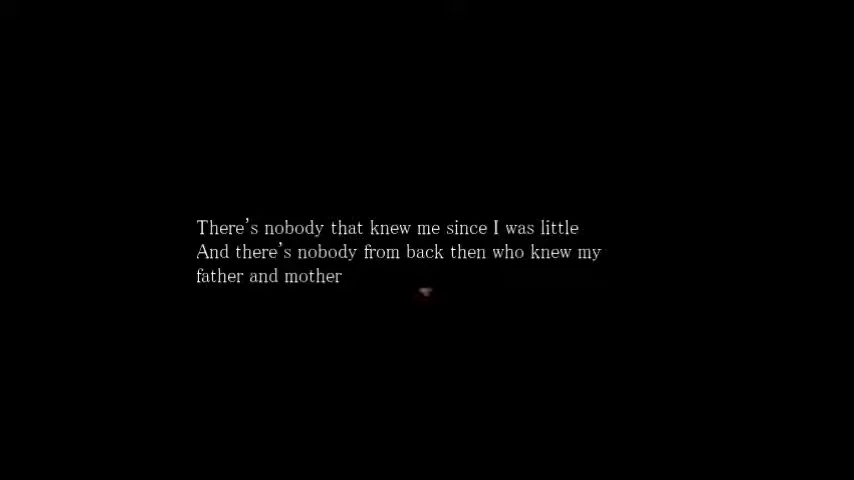 There's nobody that knew me since I was little
And there's nobody from back then who knew my
father and mother